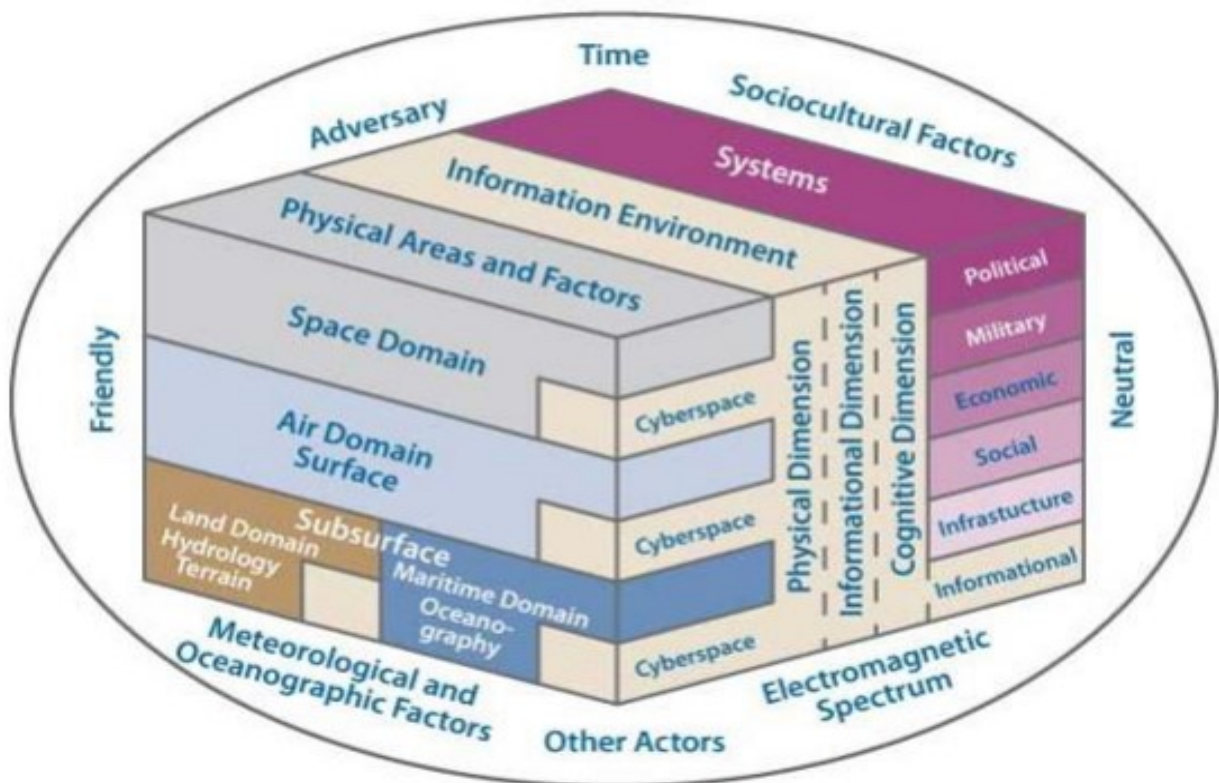 Time
Sociocultural Factors
Adversary
Systems
Information Environment
Physical Areas and Factors
Space Domain
Air Domain
Surface
Subsurface
Land Domain
Hydrology
Terrain
Maritime Domain
Oceano-
graphy
Cyberspace
Cyberspace
Cyberspace
Physical Dimension
Informational Dimension
Cognitive Dimension
Political
Military
Economic
Social
Infrastucture
Informational
Friendly
Neutral
Meteorological and
Oceanographic Factors
Other Actors
Electromagnetic
Spectrum